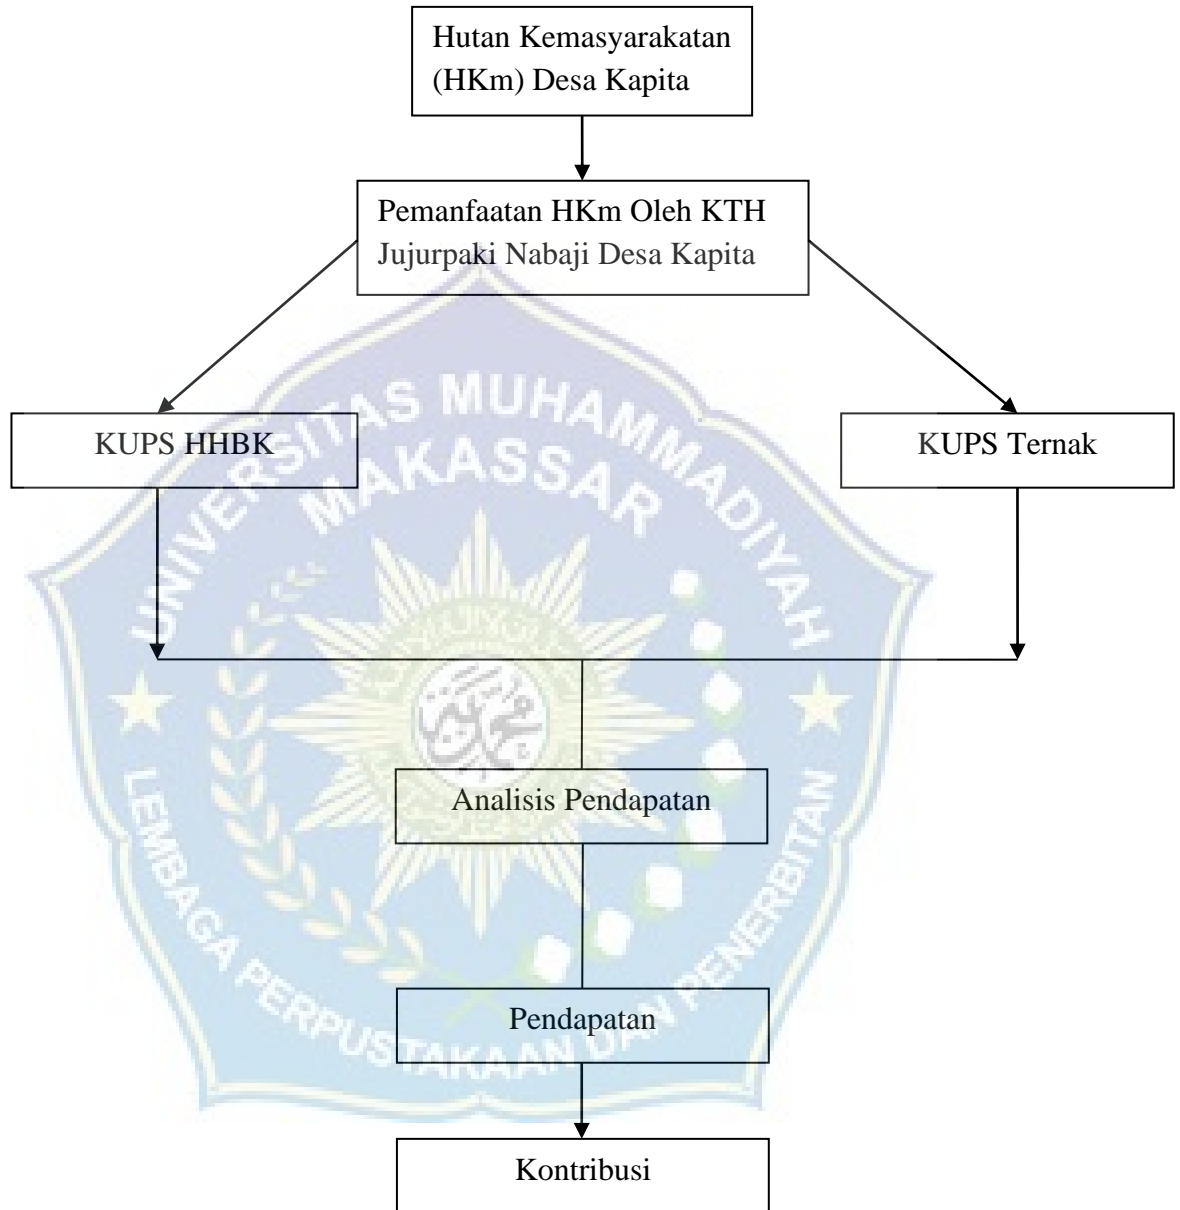 Hutan Kemasyarakatan
(HKm) Desa Kapita
Pemanfaatan HKm Oleh KTH
Jujurpaki Nabaji Desa Kapita
KUPS HHBK
KUPS Ternak
UNIVERSITAS MUHAMMADIYAH
MAKASSAR
Analisis Pendapatan
Pendapatan
LEMBAGA PERPUSTAKAAN DAN PENERBITAN
Kontribusi